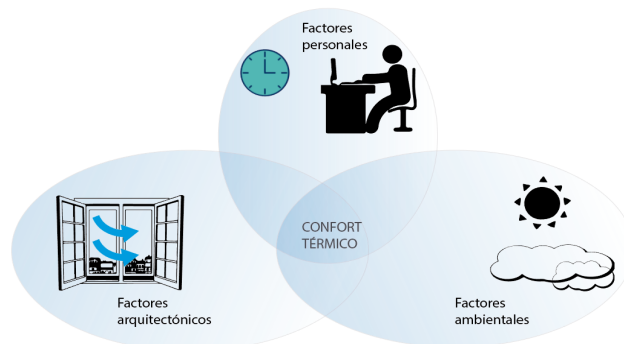 Factores
personales
CONFORT
TÉRMICO
Factores
arquitectónicos
Factores
ambientales